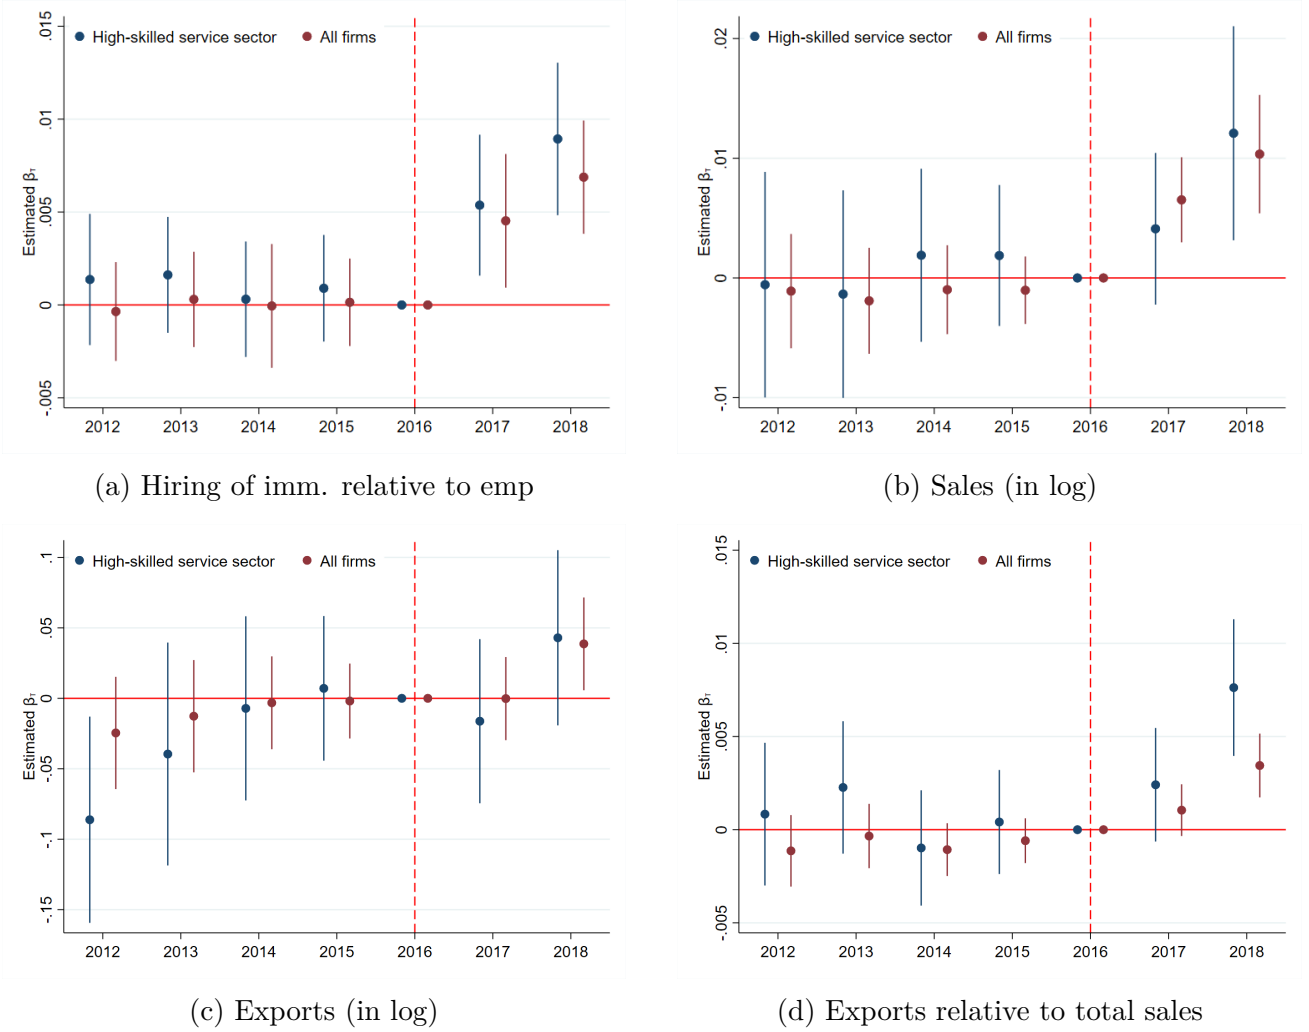 High-skilled service sector All firms
.015
.01
.005
0
-.005
Estimated βτ
2012 2013 2014 2015 2016 2017 2018
(a) Hiring of imm. relative to emp
High-skilled service sector All firms
.02
.01
0
-.01
Estimated βτ
2012 2013 2014 2015 2016 2017 2018
(b) Sales (in log)
High-skilled service sector All firms
.1
.05
0
-.05
-.1
-.15
Estimated βτ
2012 2013 2014 2015 2016 2017 2018
(c) Exports (in log)
High-skilled service sector All firms
.015
.01
.005
0
-.005
Estimated βτ
2012 2013 2014 2015 2016 2017 2018
(d) Exports relative to total sales